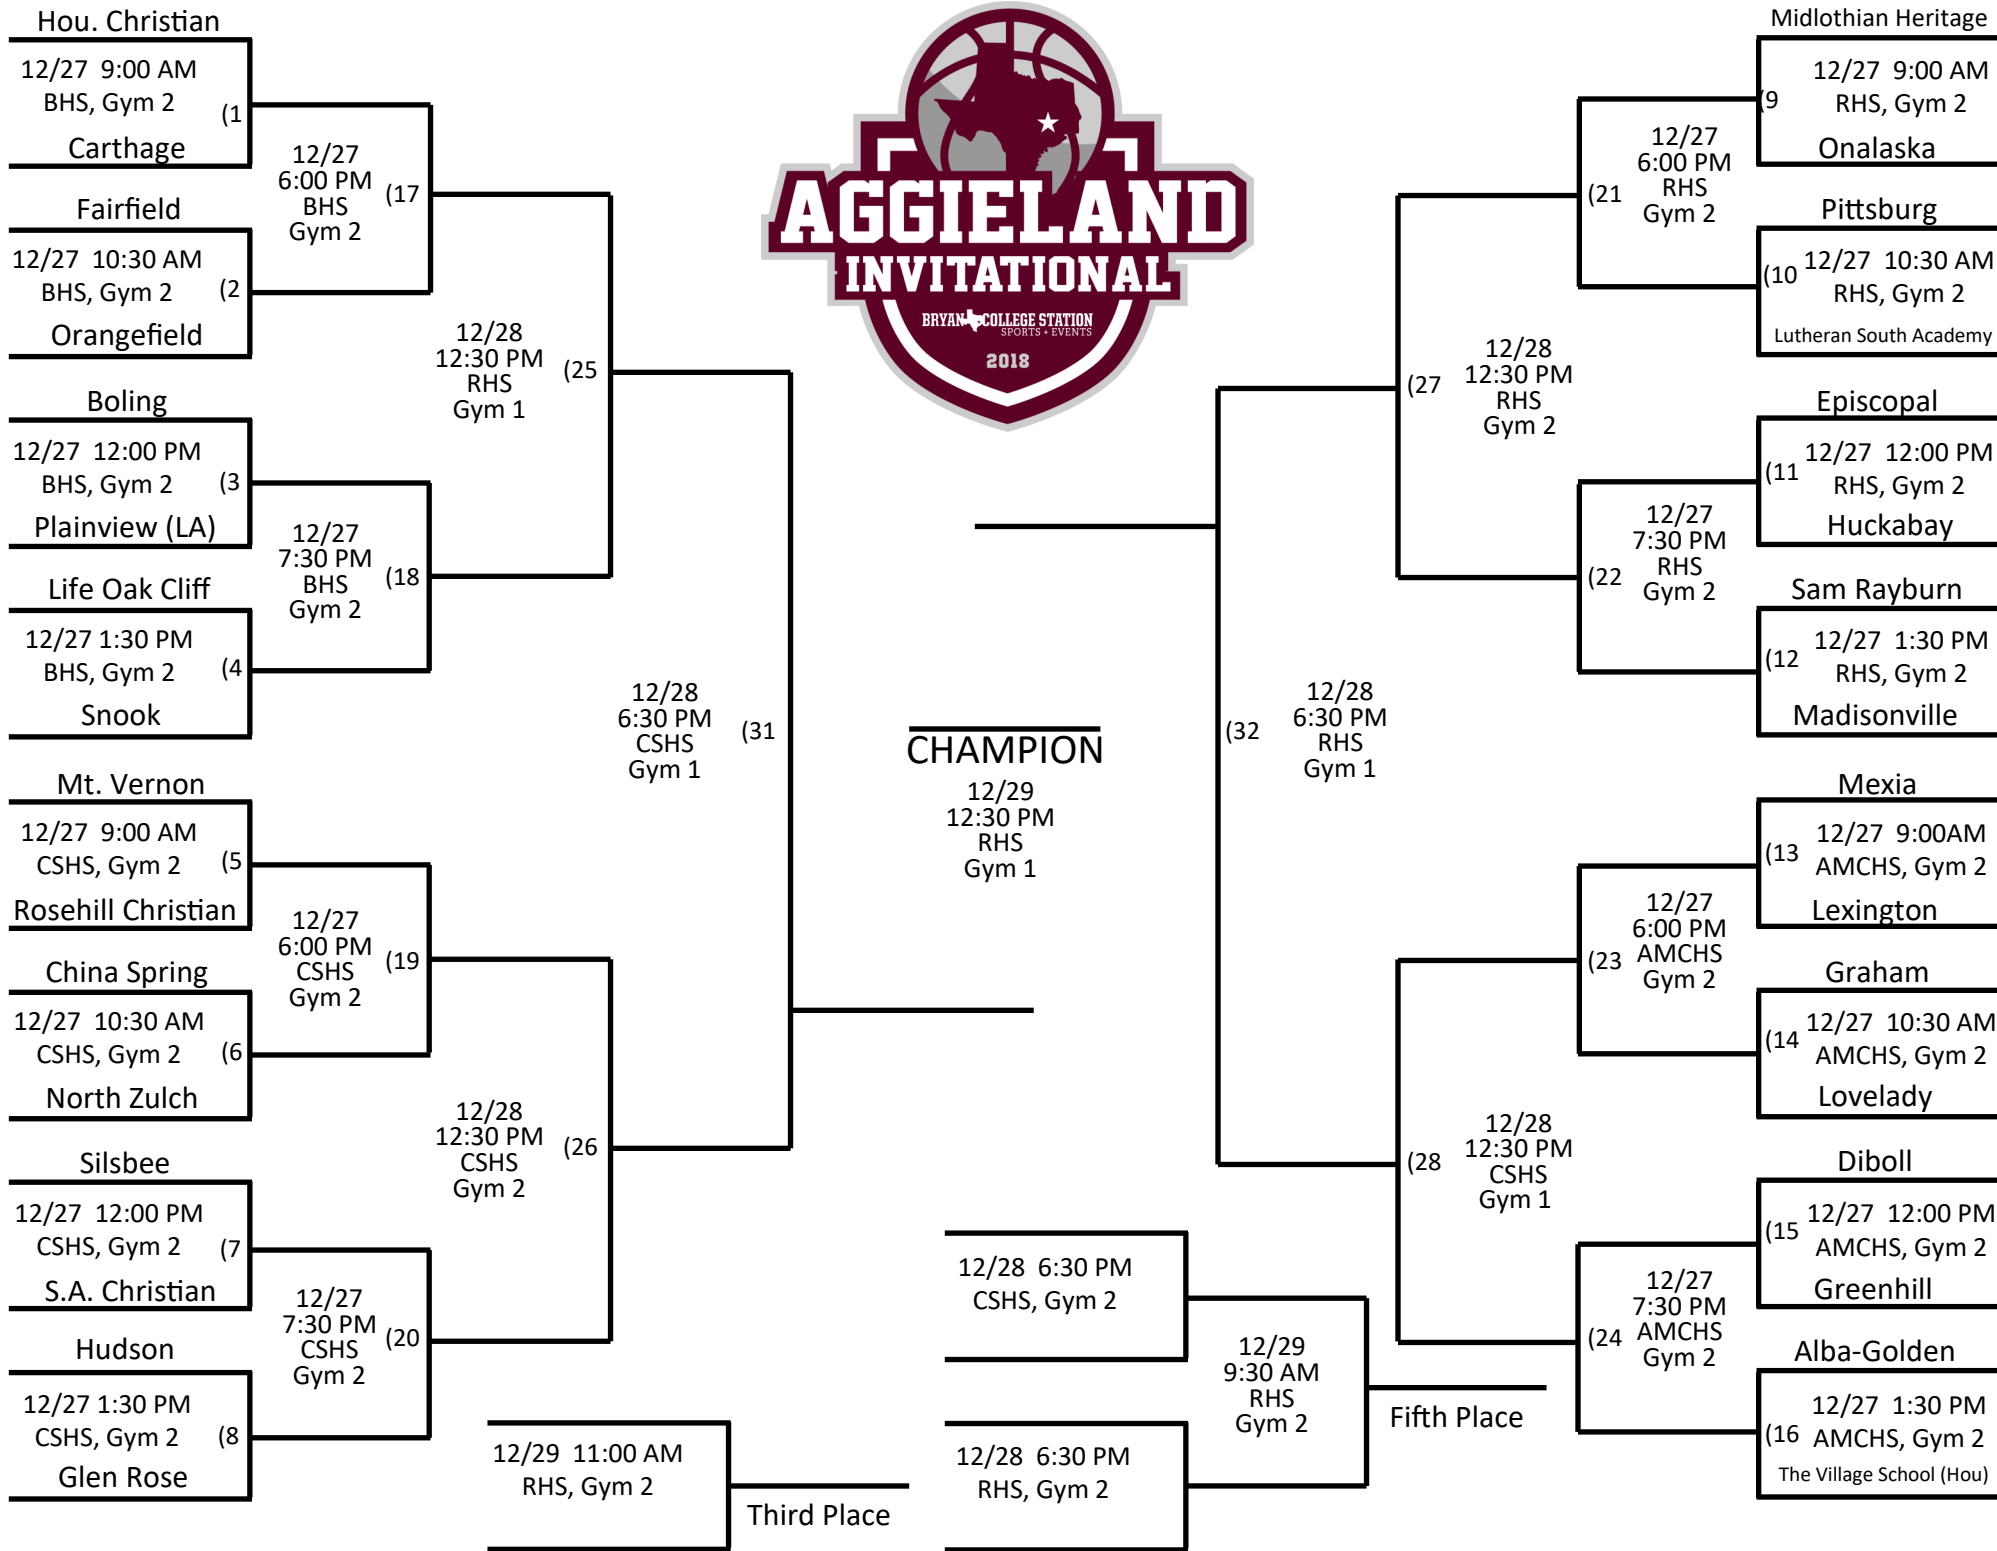 Hou. Christian
12/27 9:00 AM
BHS, Gym 2
(1
Carthage
12/27
6:00 PM
BHS
Gym 2
(17
Fairfield
12/27 10:30 AM
BHS, Gym 2
(2
Orangefield
12/28
12:30 PM
RHS
Gym 1
(25
Boling
12/27 12:00 PM
BHS, Gym 2
(3
Plainview (LA)
12/27
7:30 PM
BHS
Gym 2
(18
Life Oak Cliff
12/27 1:30 PM
BHS, Gym 2
(4
Snook
12/28
6:30 PM
CSHS
Gym 1
(31
Mt. Vernon
12/27 9:00 AM
CSHS, Gym 2
(5
Rosehill Christian
12/27
6:00 PM
CSHS
Gym 2
(19
China Spring
12/27 10:30 AM
CSHS, Gym 2
(6
North Zulch
12/28
12:30 PM
CSHS
Gym 2
(26
Silsbee
12/27 12:00 PM
CSHS, Gym 2
(7
S.A. Christian
12/27
7:30 PM
CSHS
Gym 2
(20
Hudson
12/27 1:30 PM
CSHS, Gym 2
(8
Glen Rose
AGGIELAND
INVITATIONAL
BRYAN COLLEGE STATION
SPORTS + EVENTS
2018
CHAMPION
12/29
12:30 PM
RHS
Gym 1
12/29 11:00 AM
RHS, Gym 2
Third Place
12/28 6:30 PM
CSHS, Gym 2
12/29
9:30 AM
RHS
Gym 2
Fifth Place
12/28 6:30 PM
RHS, Gym 2
Midlothian Heritage
12/27 9:00 AM
RHS, Gym 2
(9
Onalaska
12/27
6:00 PM
RHS
Gym 2
(21
Pittsburg
12/27 10:30 AM
RHS, Gym 2
(10
Lutheran South Academy
12/28
12:30 PM
RHS
Gym 2
(27
Episcopal
12/27 12:00 PM
RHS, Gym 2
(11
Huckabay
12/27
7:30 PM
RHS
Gym 2
(22
Sam Rayburn
12/27 1:30 PM
RHS, Gym 2
(12
Madisonville
12/28
6:30 PM
RHS
Gym 1
(32
Mexia
12/27 9:00AM
AMCHS, Gym 2
(13
Lexington
12/27
6:00 PM
AMCHS
Gym 2
(23
Graham
12/27 10:30 AM
AMCHS, Gym 2
(14
Lovelady
12/28
12:30 PM
CSHS
Gym 1
(28
Diboll
12/27 12:00 PM
AMCHS, Gym 2
(15
Greenhill
12/27
7:30 PM
AMCHS
Gym 2
(24
Alba-Golden
12/27 1:30 PM
AMCHS, Gym 2
(16
The Village School (Hou)